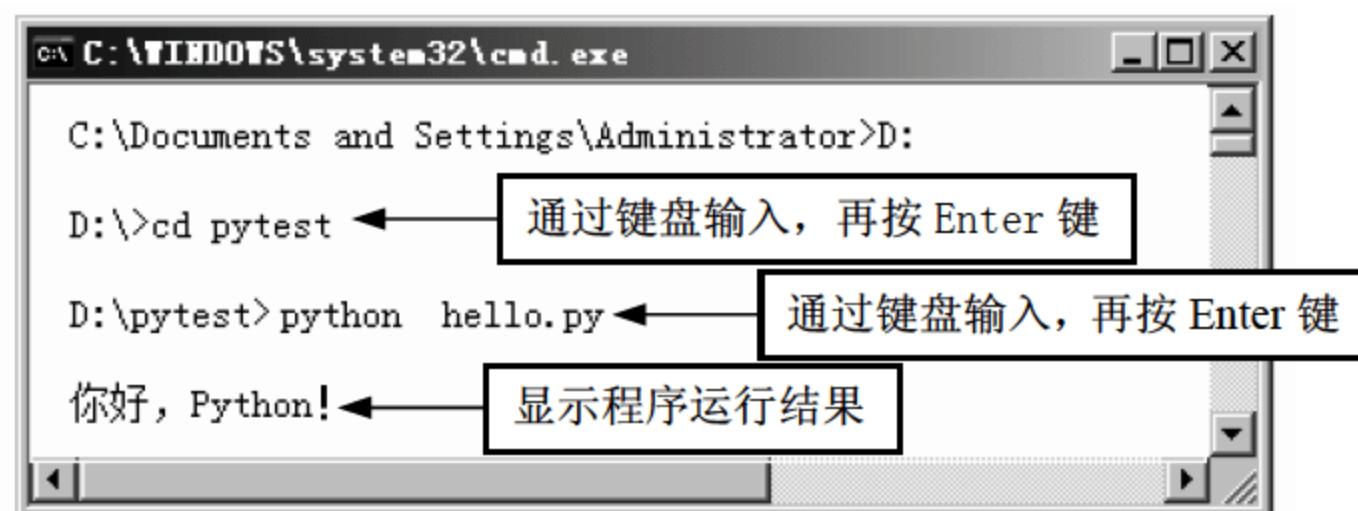 C:\WINDOWS\system32\cmd.exe
C:\Documents and Settings\Administrator>D:
D:\>cd pytest
通过键盘输入，再按 Enter 键
D:\pytest>python  hello.py
通过键盘输入，再按 Enter 键
你好，Python!
显示程序运行结果